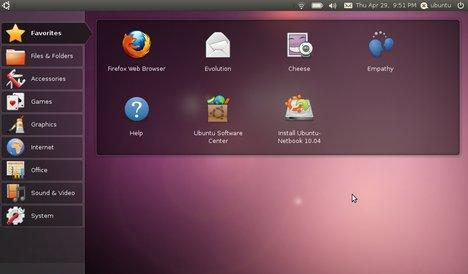 Thu Apr 29, 9:51 PM
ubuntu
Favorites
Files & Folders
Accessories
Games
Graphics
Internet
Office
Sound & Video
System
Firefox Web Browser
Evolution
Cheese
Empathy
Help
Ubuntu Software
Center
Install Ubuntu-
Netbook 10.04